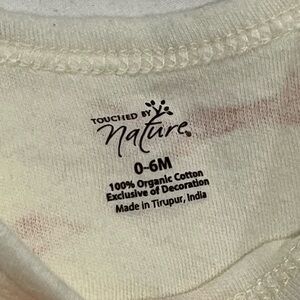 TOUCHED BY
nature
0-6M
100% Organic Cotton
Exclusive of Decoration
Made in Tirupur, India